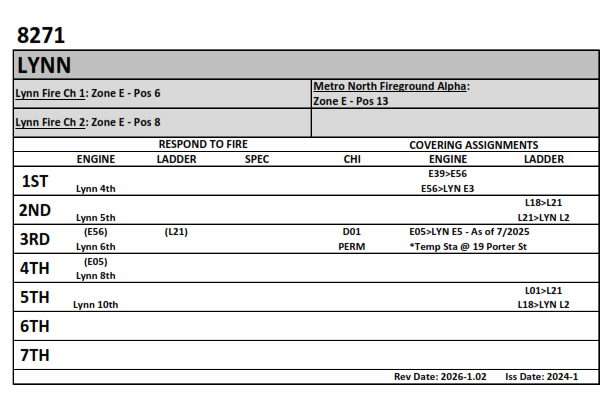 8271
LYNN
Lynn Fire Ch 1: Zone E - Pos 6
Metro North Fireground Alpha:
Zone E - Pos 13
Lynn Fire Ch 2: Zone E - Pos 8
RESPOND TO FIRE COVERING ASSIGNMENTS
ENGINE LADDER SPEC CHI ENGINE LADDER
1ST E39>E56
Lynn 4th E56>LYN E3
2ND L18>L21
Lynn 5th L21>LYN L2
3RD (E56) (L21) D01 E05>LYN E5 - As of 7/2025
Lynn 6th PERM *Temp Sta @ 19 Porter St
4TH (E05)
Lynn 8th
5TH L01>L21
Lynn 10th L18>LYN L2
6TH
7TH
Rev Date: 2026-1.02 Iss Date: 2024-1